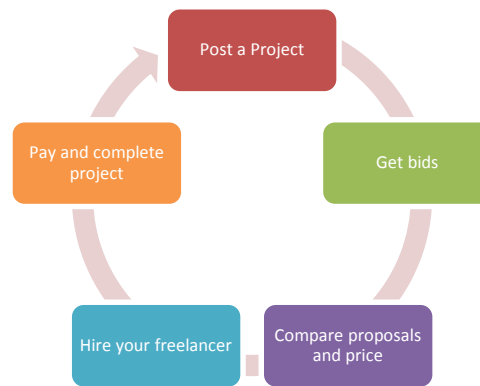 Post a Project
Get bids
Compare proposals
and price
Hire your freelancer
Pay and complete
project